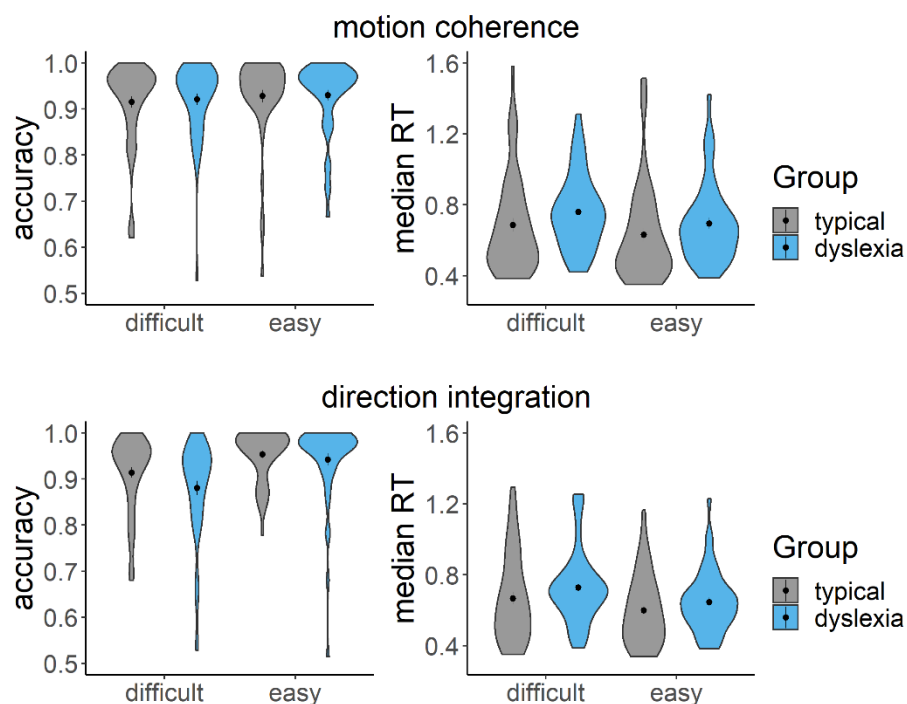 motion coherence
accuracy
1.0
0.9
0.8
0.7
0.6
0.5
difficult easy
median RT
1.6
1.2
0.8
0.4
difficult easy
Group
typical
dyslexia
direction integration
accuracy
1.0
0.9
0.8
0.7
0.6
0.5
difficult easy
median RT
1.6
1.2
0.8
0.4
difficult easy
Group
typical
dyslexia